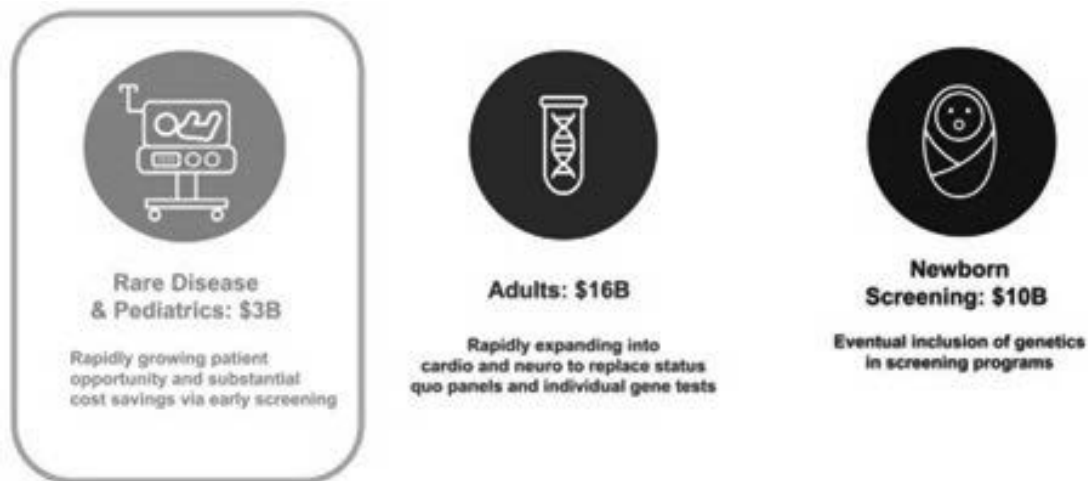 Rare Disease
& Pediatrics: $3B
Rapidly growing patient
opportunity and substantial
cost savings via early screening
Adults: $16B
Rapidly expanding into
cardio and neuro to replace status
quo panels and individual gene tests
Newborn
Screening: $10B
Eventual inclusion of genetics
in screening programs